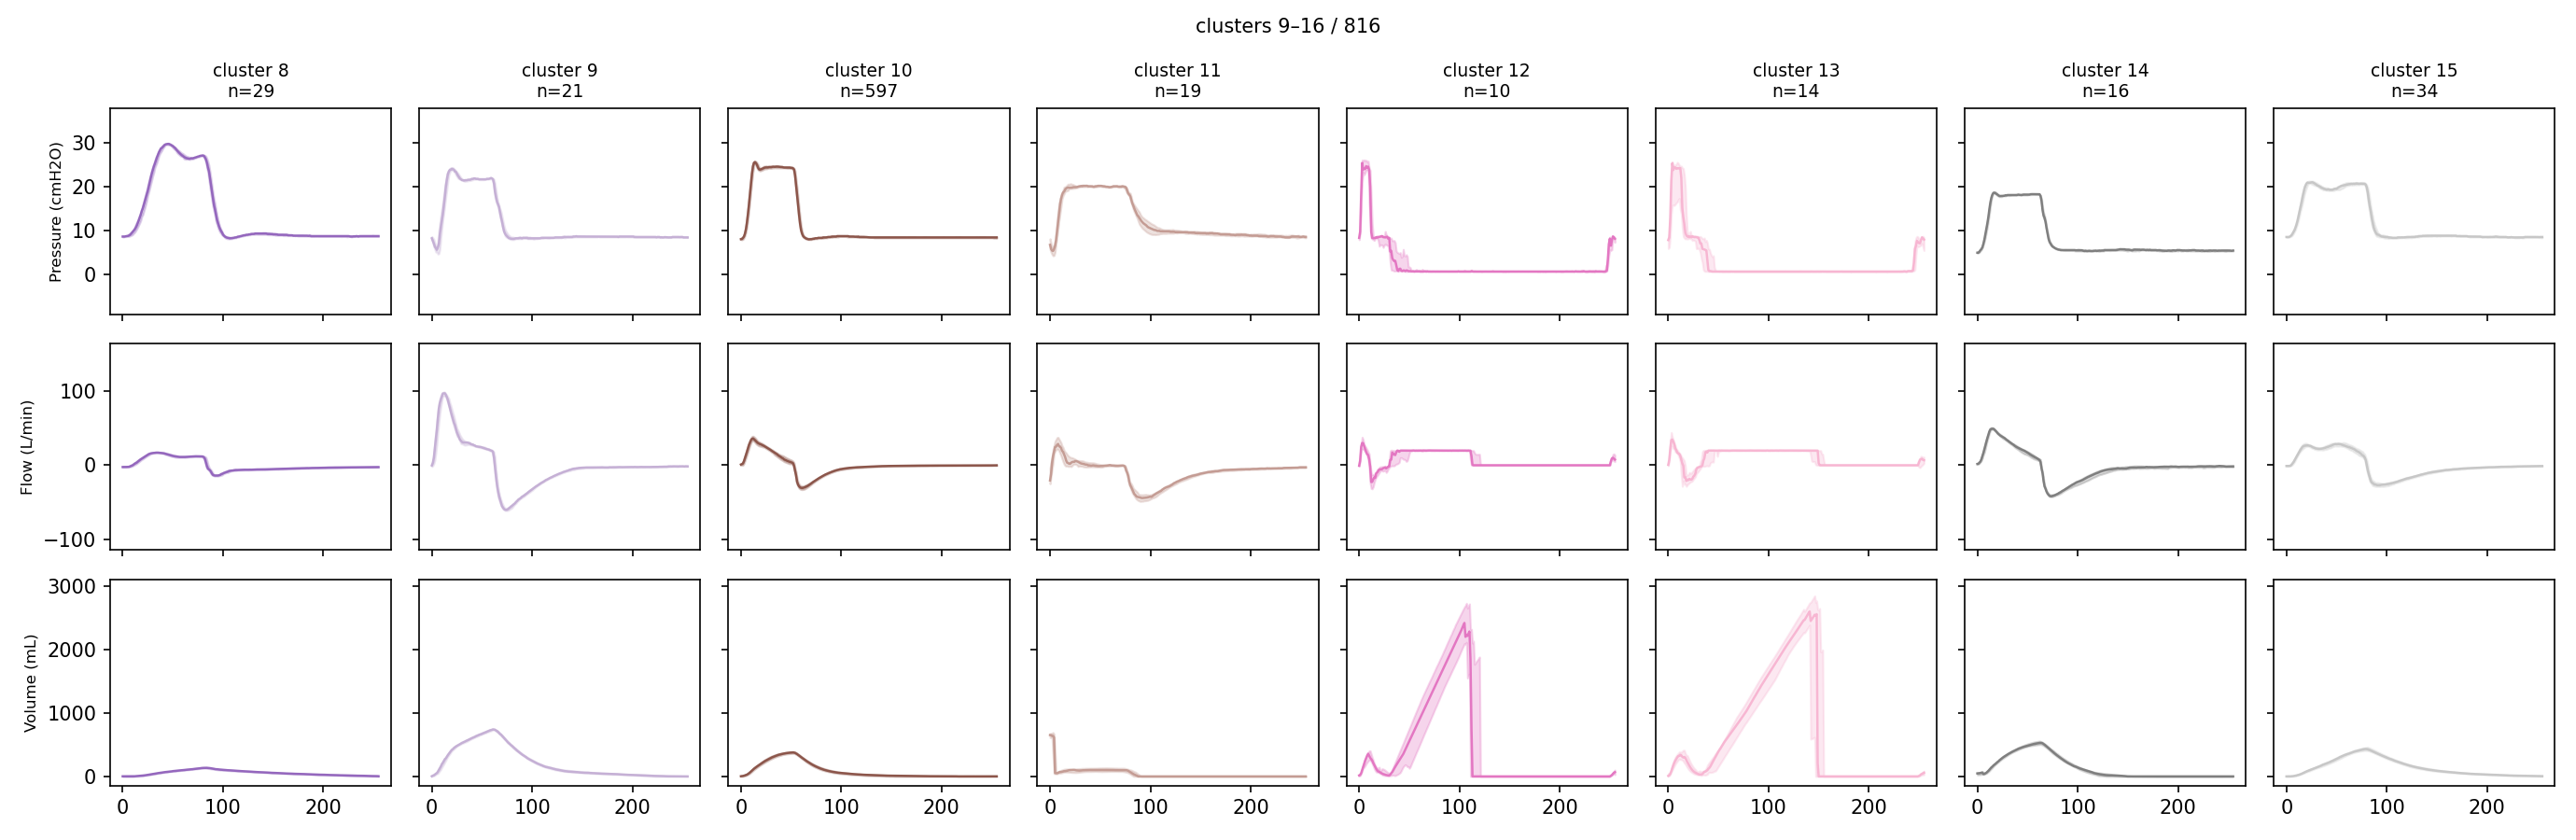 clusters 9–16 / 816
cluster 8
n=29
cluster 9
n=21
cluster 10
n=597
cluster 11
n=19
cluster 12
n=10
cluster 13
n=14
cluster 14
n=16
cluster 15
n=34
Pressure (cmH2O)
30
20
10
0
Flow (L/min)
100
0
−100
Volume (mL)
3000
2000
1000
0
0 100 200
0 100 200
0 100 200
0 100 200
0 100 200
0 100 200
0 100 200
0 100 200